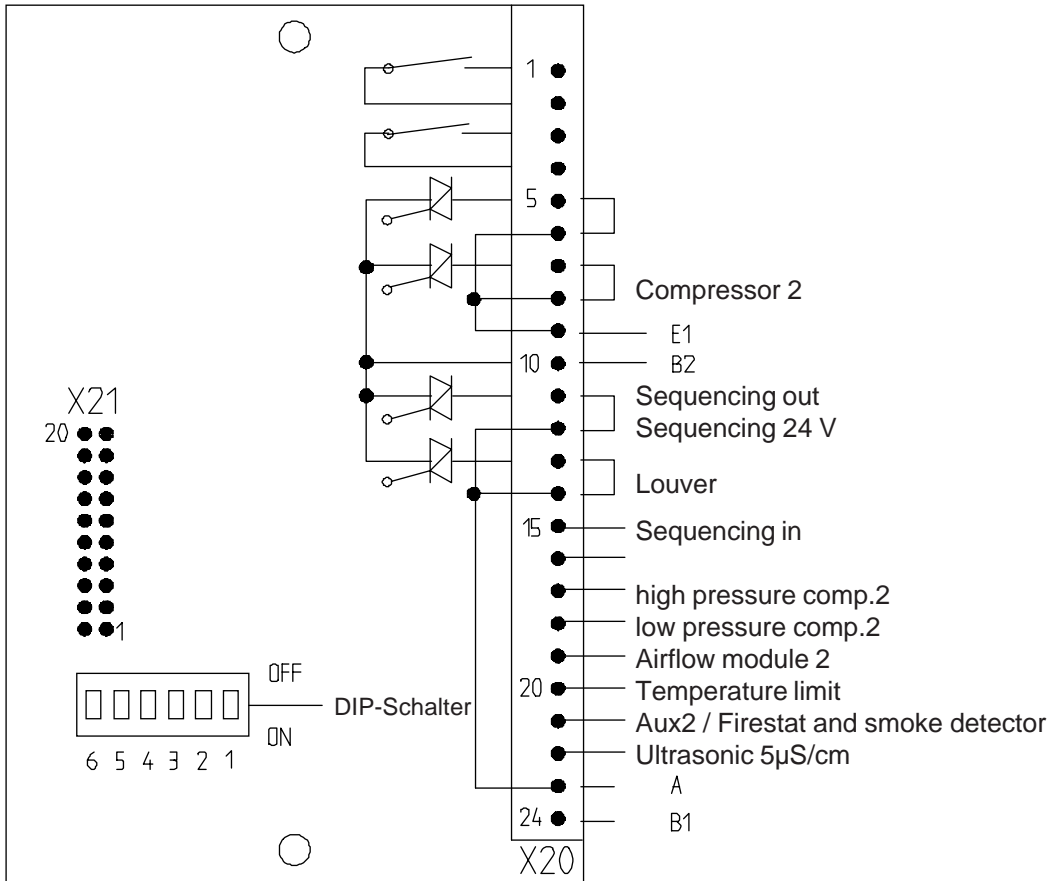 1
5
Compressor 2
E1
10 B2
X21
Sequencing out
20
Sequencing 24 V
Louver
15 Sequencing in
high pressure comp.2
low pressure comp.2
1
Airflow module 2
OFF
20 Temperature limit
DIP-Schalter
Aux2 / Firestat and smoke detector
ON
6 5 4 3 2 1
Ultrasonic 5µS/cm
A
24 B1
X20